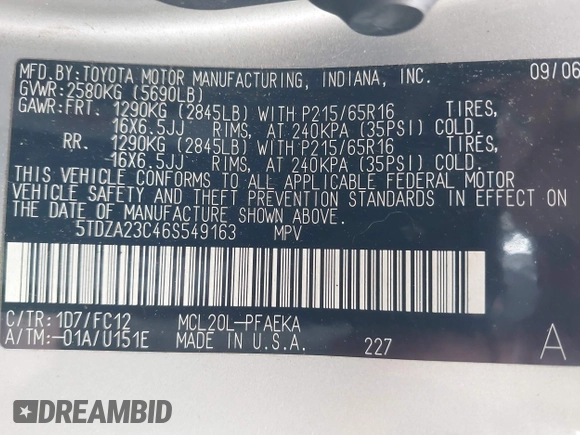 MFD.BY:TOYOTA MOTOR MANUFACTURING, INDIANA, INC. 09/06
GVWR:2580KG (5690LB)
GAWR:FRT. 1290KG (2845LB) WITH P215/65R16 TIRES,
16X6.5JJ RIMS, AT 240KPA (35PSI) COLD.
RR. 1290KG (2845LB) WITH P215/65R16 TIRES,
16X6.5JJ RIMS, AT 240KPA (35PSI) COLD.
THIS VEHICLE CONFORMS TO ALL APPLICABLE FEDERAL MOTOR
VEHICLE SAFETY AND THEFT PREVENTION STANDARDS IN EFFECT ON
THE DATE OF MANUFACTURE SHOWN ABOVE.
5TDZA23C46S549163 MPV
C/TR:1D7/FC12 MCL20L-PFAEKA
A/TM:-01A/U151E MADE IN U.S.A. 227 A
DREAMBID